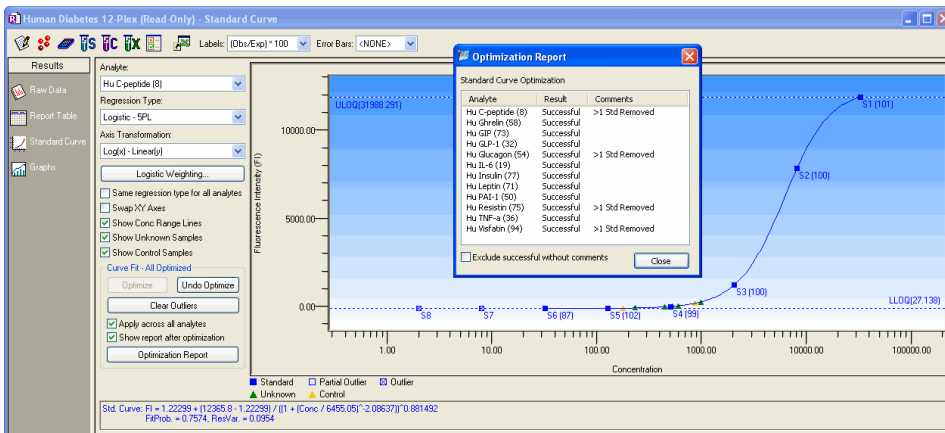 Human Diabetes 12-Plex (Read-Only) - Standard Curve
Labels: (Obs/Exp) * 100 Error Bars: <NONE>
Results
Raw Data
Report Table
Standard Curve
Graphs
Analyte:
Hu C-peptide (8)
Regression Type:
Logistic - 5PL
Axis Transformation:
Log(x) - Linear(y)
Logistic Weighting...
Same regression type for all analytes
Swap XY Axes
Show Conc Range Lines
Show Unknown Samples
Show Control Samples
Curve Fit - All Optimized
Optimize Undo Optimize
Clear Outliers
Apply across all analytes
Show report after optimization
Optimization Report
Fluorescence Intensity (FI)
10000.00
5000.00
0.00
ULOQ(31988.291)
S1 (101)
S2 (100)
S3 (100)
LLOQ(27.138)
S8 S7 S6 (87) S5 (102) S4 (99)
1.00 10.00 100.00 1000.00 10000.00 100000.00
Concentration
Standard Partial Outlier Outlier
Unknown Control
Optimization Report
Standard Curve Optimization
Analyte Result Comments
Hu C-peptide (8) Successful >1 Std Removed
Hu Ghrelin (58) Successful
Hu GIP (73) Successful
Hu GLP-1 (32) Successful
Hu Glucagon (54) Successful >1 Std Removed
Hu IL-6 (19) Successful
Hu Insulin (77) Successful
Hu Leptin (71) Successful
Hu PAI-1 (50) Successful
Hu Resistin (75) Successful >1 Std Removed
Hu TNF-a (36) Successful
Hu Visfatin (94) Successful >1 Std Removed
Exclude successful without comments Close
Std. Curve: FI = 1.22299 + (12365.8 - 1.22299) / ((1 + (Conc / 6455.05)^-2.08637))^0.881492
FitProb. = 0.7574, ResVar. = 0.0954